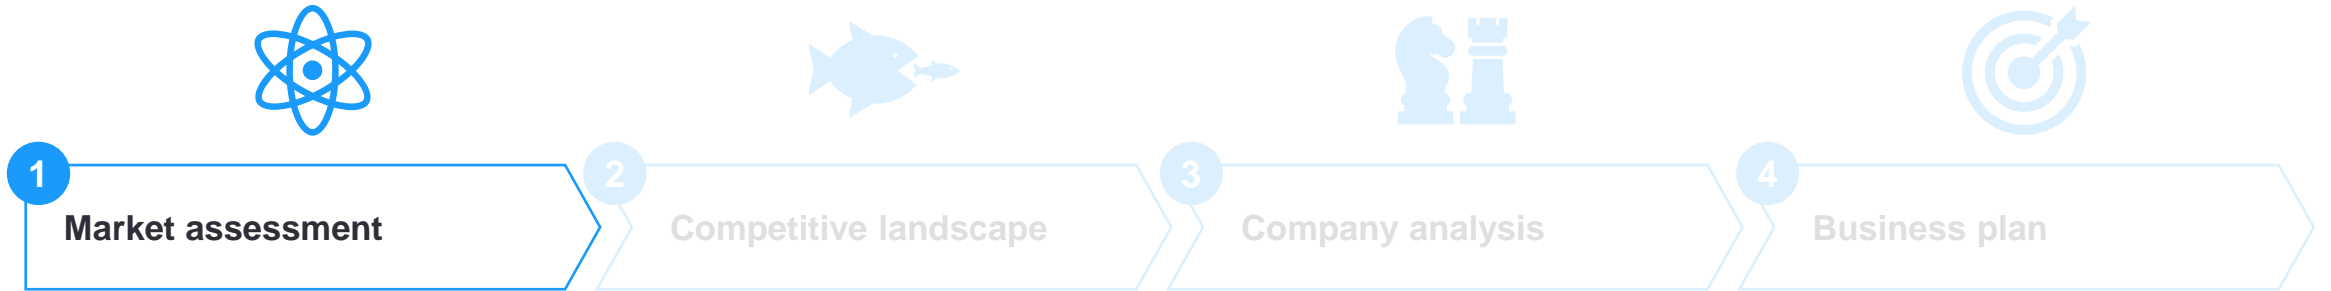 1
Market assessment
2
Competitive landscape
3
Company analysis
4
Business plan